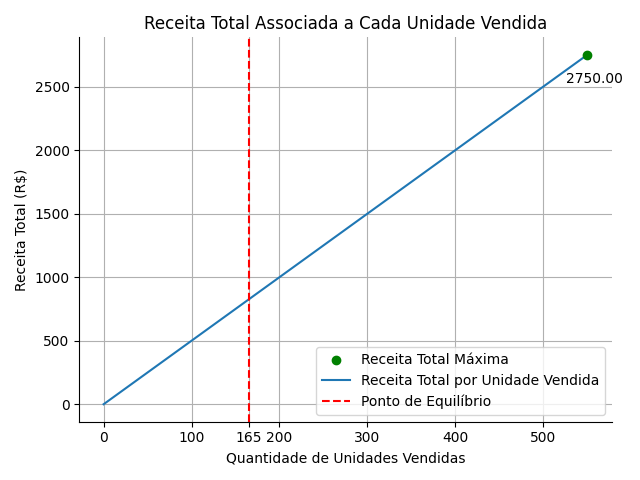 Receita Total Associada a Cada Unidade Vendida
2750.00
2500
2000
1500
1000
500
0
Receita Total (R$)
Receita Total Máxima
Receita Total por Unidade Vendida
Ponto de Equilíbrio
0 100 165 200 300 400 500
Quantidade de Unidades Vendidas